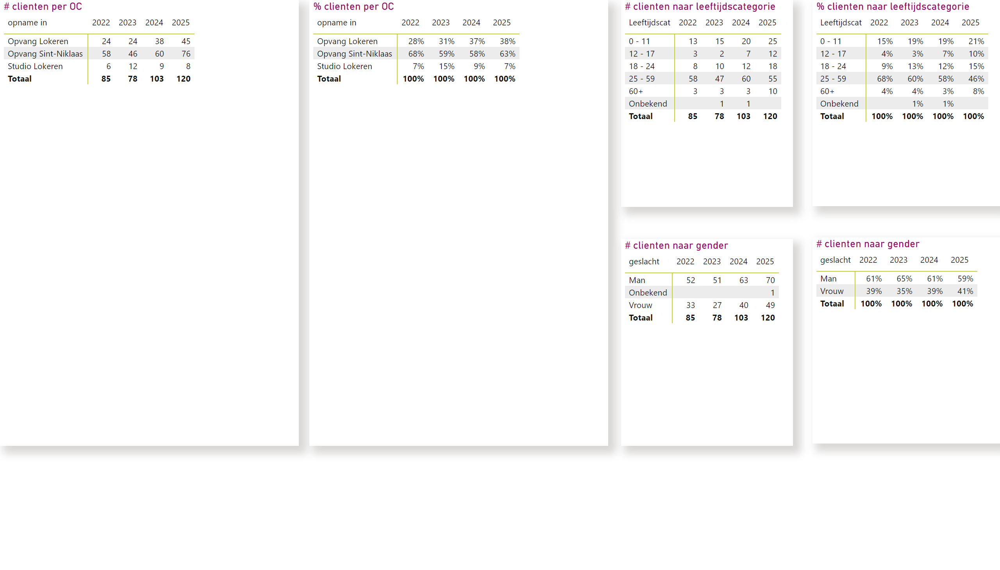 # clienten per OC
opname in 2022 2023 2024 2025
Opvang Lokeren 24 24 38 45
Opvang Sint-Niklaas 58 46 60 76
Studio Lokeren 6 12 9 8
Totaal 85 78 103 120
% clienten per OC
opname in 2022 2023 2024 2025
Opvang Lokeren 28% 31% 37% 38%
Opvang Sint-Niklaas 68% 59% 58% 63%
Studio Lokeren 7% 15% 9% 7%
Totaal 100% 100% 100% 100%
# clienten naar leeftijdscategorie
Leeftijdscat 2022 2023 2024 2025
0 - 11 13 15 20 25
12 - 17 3 2 7 12
18 - 24 8 10 12 18
25 - 59 58 47 60 55
60+ 3 3 3 10
Onbekend 1 1
Totaal 85 78 103 120
% clienten naar leeftijdscategorie
Leeftijdscat 2022 2023 2024 2025
0 - 11 15% 19% 19% 21%
12 - 17 4% 3% 7% 10%
18 - 24 9% 13% 12% 15%
25 - 59 68% 60% 58% 46%
60+ 4% 4% 3% 8%
Onbekend 1% 1%
Totaal 100% 100% 100% 100%
# clienten naar gender
geslacht 2022 2023 2024 2025
Man 52 51 63 70
Onbekend 1
Vrouw 33 27 40 49
Totaal 85 78 103 120
# clienten naar gender
geslacht 2022 2023 2024 2025
Man 61% 65% 61% 59%
Vrouw 39% 35% 39% 41%
Totaal 100% 100% 100% 100%